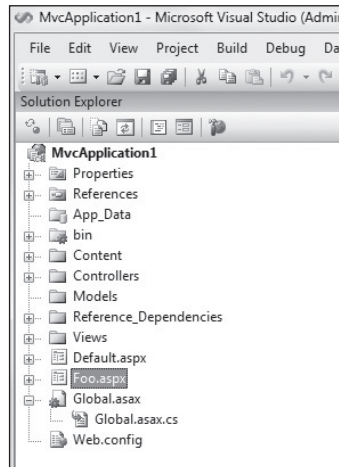 MvcApplication1 - Microsoft Visual Studio (Admi
File Edit View Project Build Debug Da
Solution Explorer
MvcApplication1
Properties
References
App_Data
bin
Content
Controllers
Models
Reference_Dependencies
Views
Default.aspx
Foo.aspx
Global.asax
Global.asax.cs
Web.config